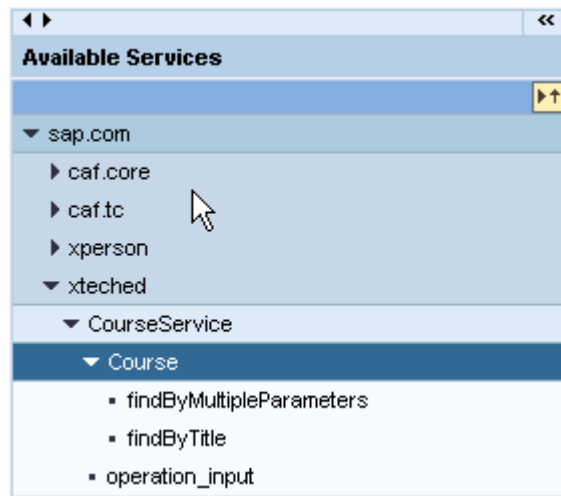 Available Services
sap.com
caf.core
caf.tc
xperson
xteched
CourseService
Course
findByMultipleParameters
findByTitle
operation_input